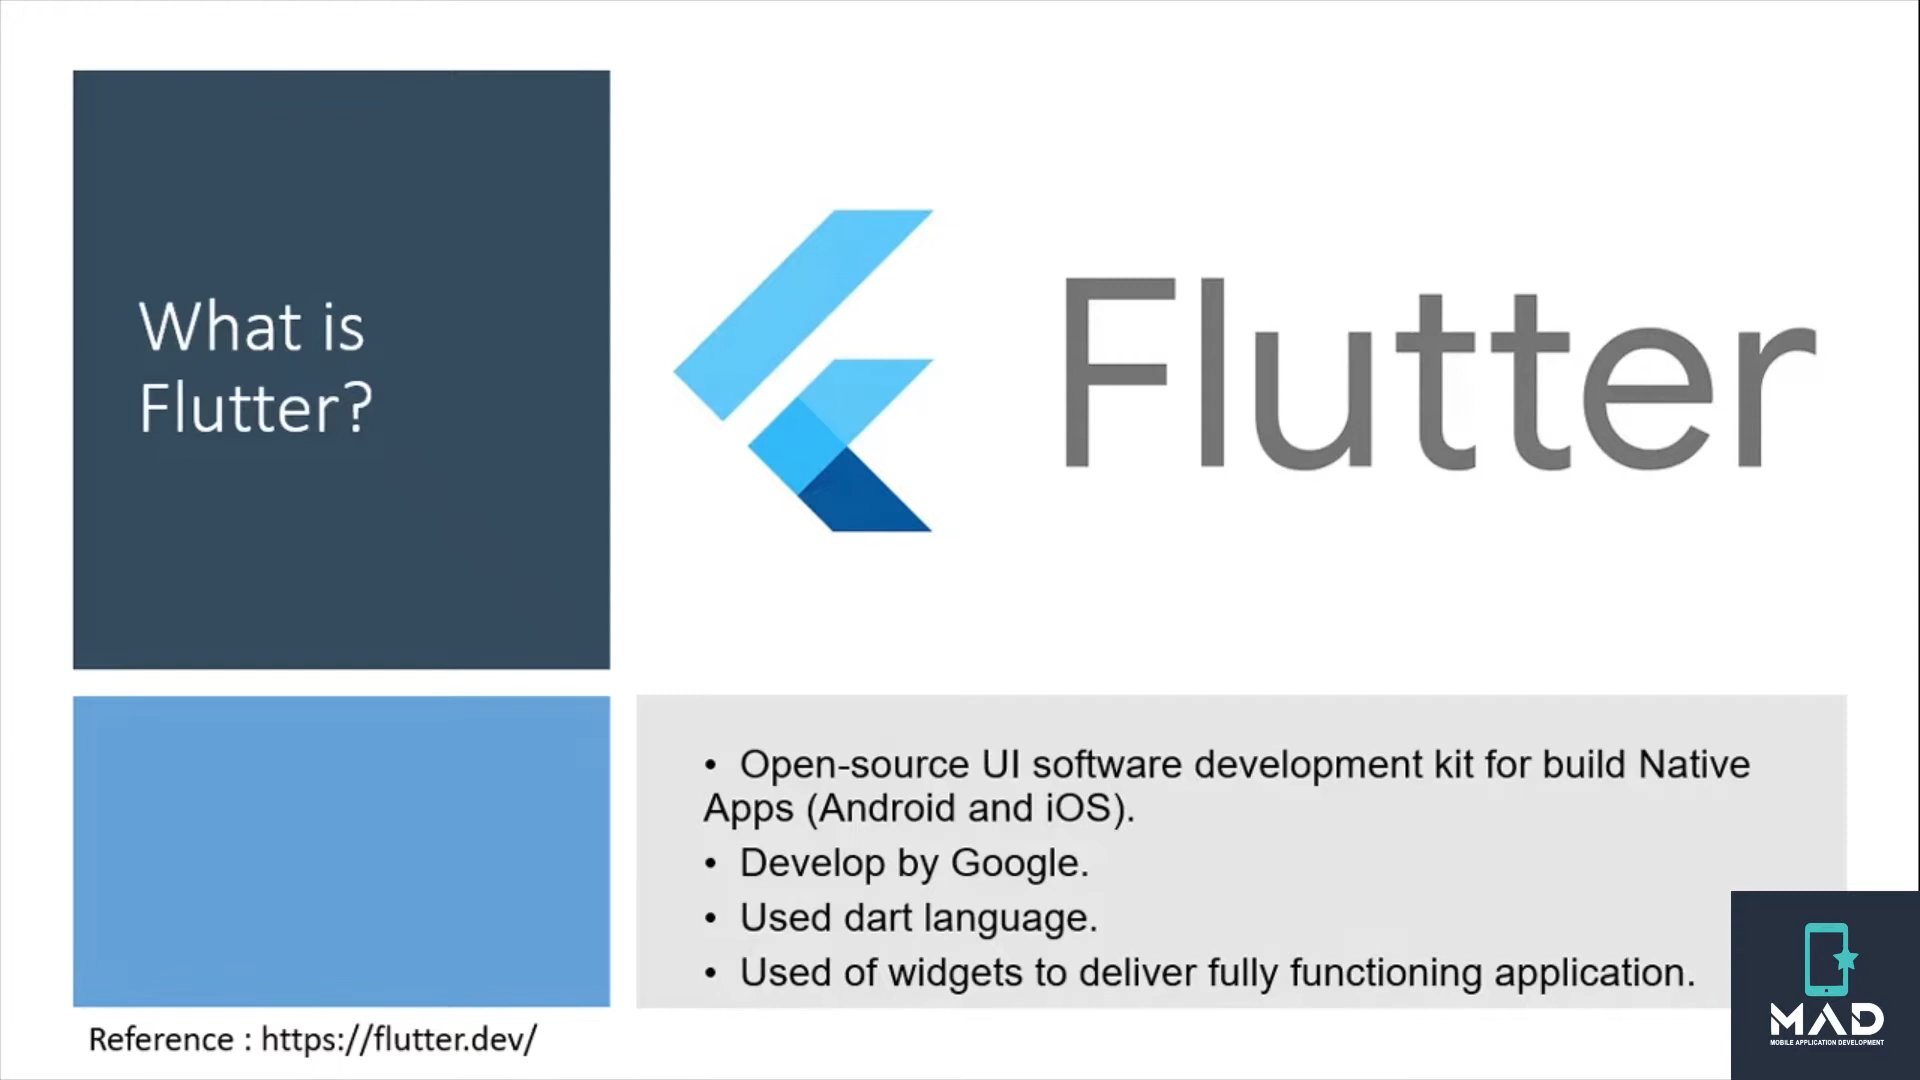 What is
Flutter?
Flutter
• Open-source UI software development kit for build Native
Apps (Android and iOS).
• Develop by Google.
• Used dart language.
• Used of widgets to deliver fully functioning application.
Reference : https://flutter.dev/
MAD
MOBILE APPLICATION DEVELOPMENT